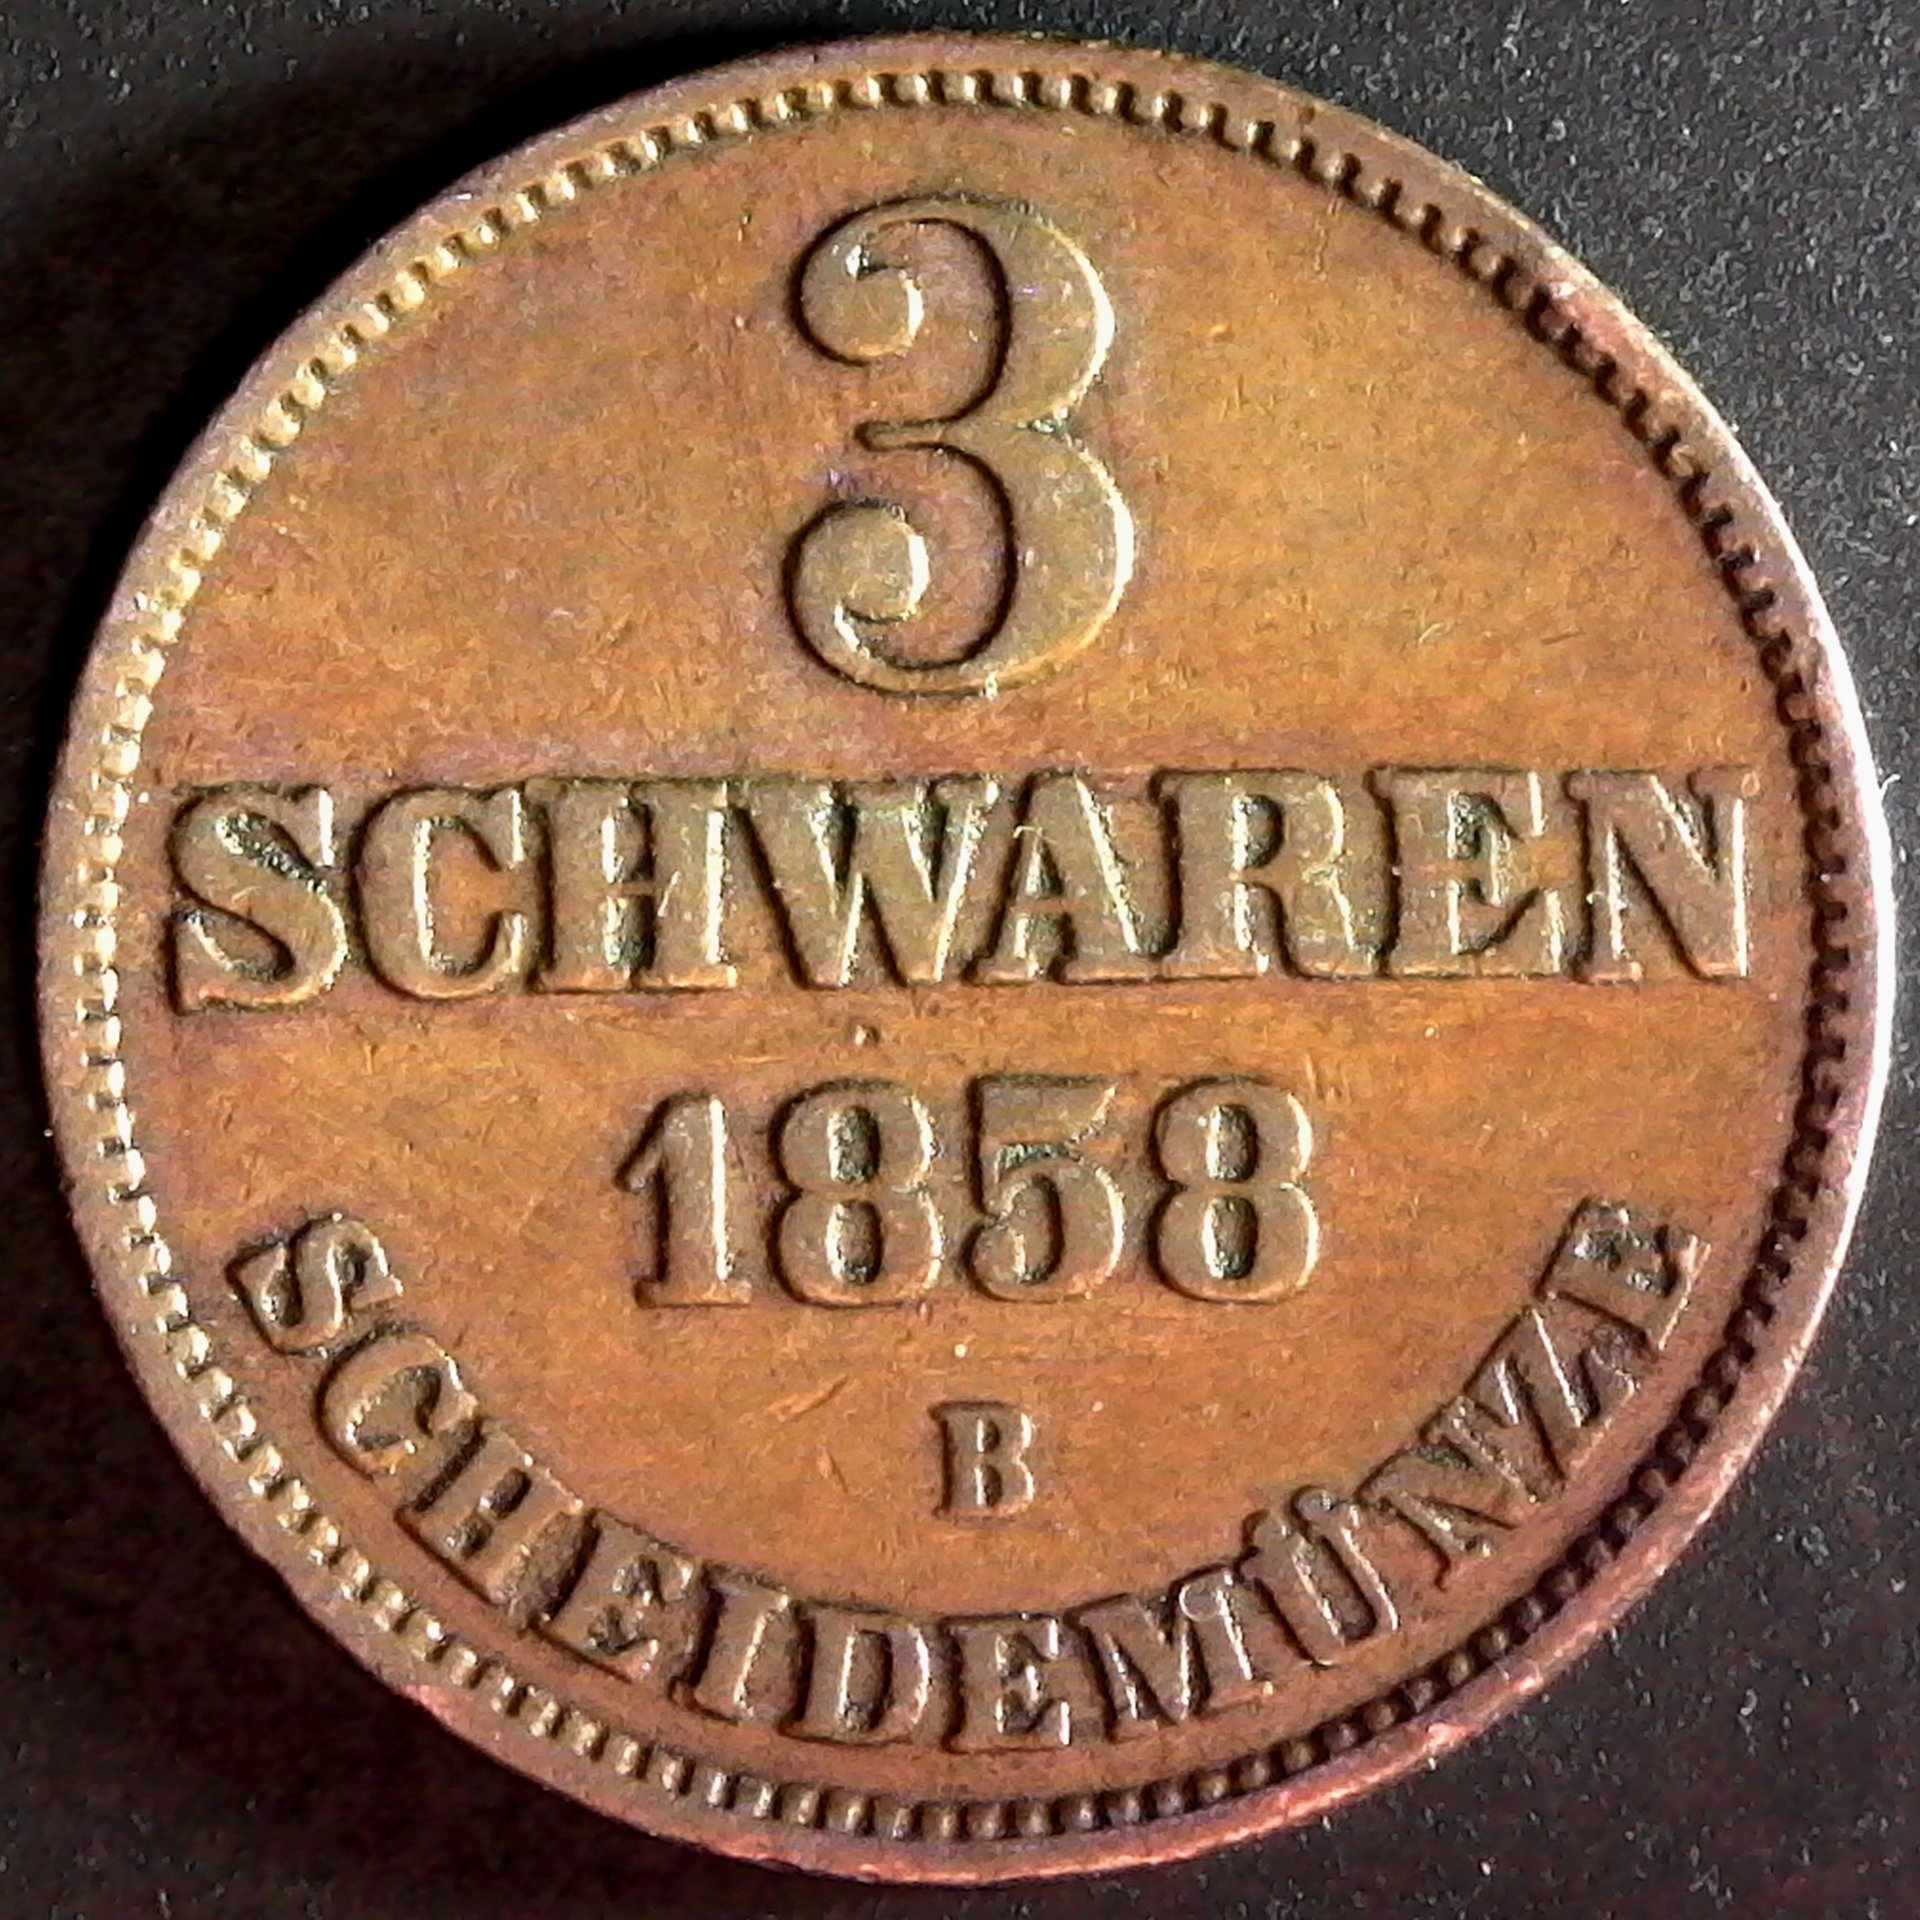 3
SCHWAREN
1858
B
SCHEIDEMÜNZE